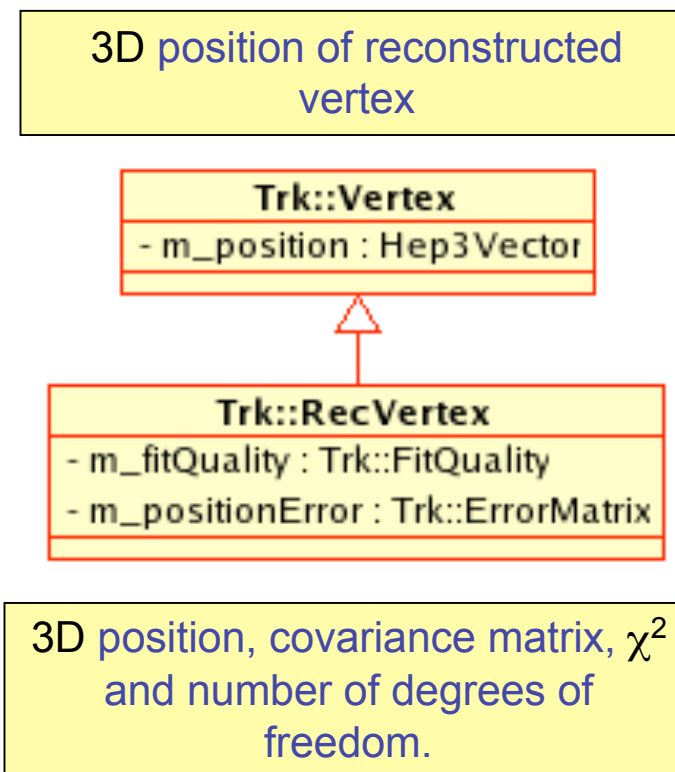 3D position of reconstructed
vertex
Trk::Vertex
- m_position : Hep3Vector
Trk::RecVertex
- m_fitQuality : Trk::FitQuality
- m_positionError : Trk::ErrorMatrix
3D position, covariance matrix, χ²
and number of degrees of
freedom.